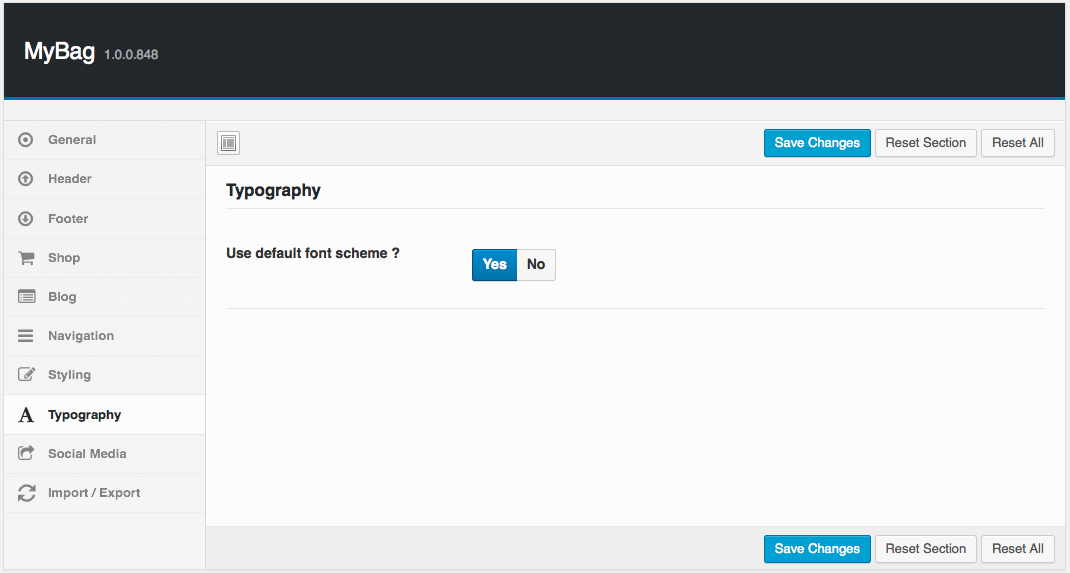 MyBag 1.0.0.848
General
Header
Footer
Shop
Blog
Navigation
Styling
Typography
Social Media
Import / Export
Save Changes Reset Section Reset All
Typography
Use default font scheme ? Yes No
Save Changes Reset Section Reset All